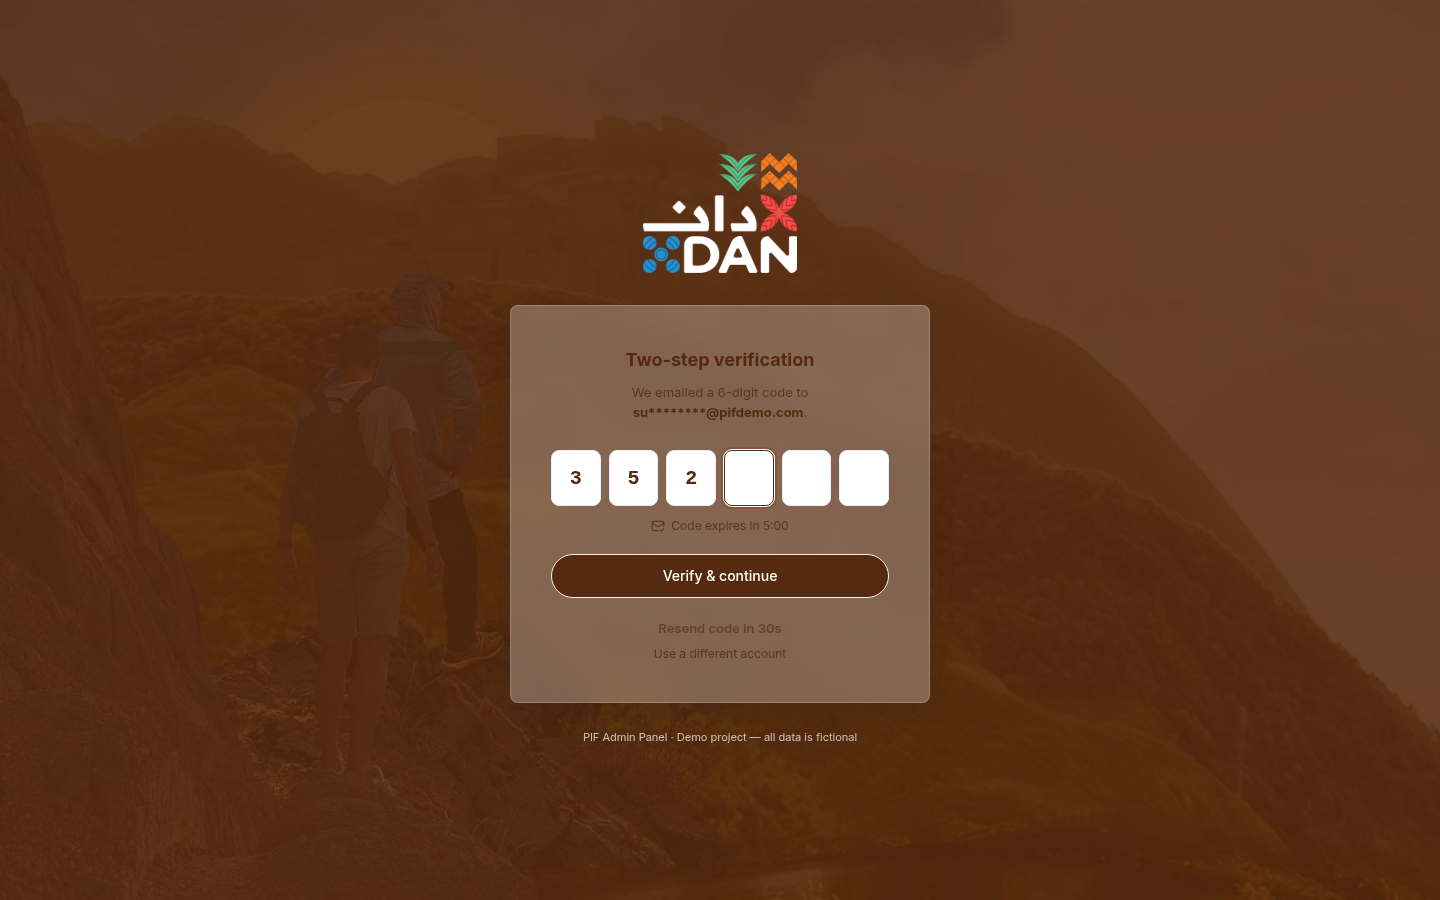 دان
DAN
Two-step verification
We emailed a 6-digit code to
su********@pifdemo.com.
3 5 2
Code expires in 5:00
Verify & continue
Resend code in 30s
Use a different account
PIF Admin Panel · Demo project — all data is fictional